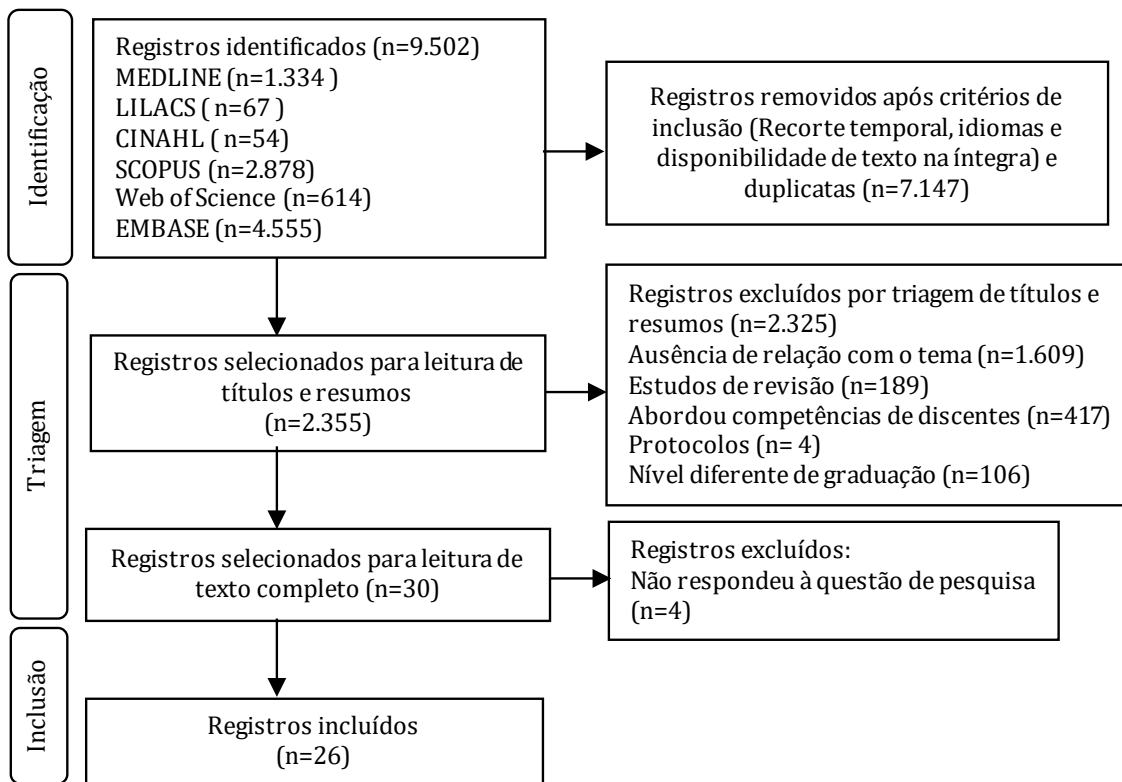 Identificação
Registros identificados (n=9.502)
MEDLINE (n=1.334 )
LILACS ( n=67 )
CINAHL ( n=54)
SCOPUS (n=2.878)
Web of Science (n=614)
EMBASE (n=4.555)
Registros removidos após critérios de
inclusão (Recorte temporal, idiomas e
disponibilidade de texto na íntegra) e
duplicatas (n=7.147)
Triagem
Registros selecionados para leitura de
títulos e resumos
(n=2.355)
Registros excluídos por triagem de títulos e
resumos (n=2.325)
Ausência de relação com o tema (n=1.609)
Estudos de revisão (n=189)
Abordou competências de discentes (n=417)
Protocolos (n= 4)
Nível diferente de graduação (n=106)
Registros selecionados para leitura de
texto completo (n=30)
Registros excluídos:
Não respondeu à questão de pesquisa
(n=4)
Inclusão
Registros incluídos
(n=26)